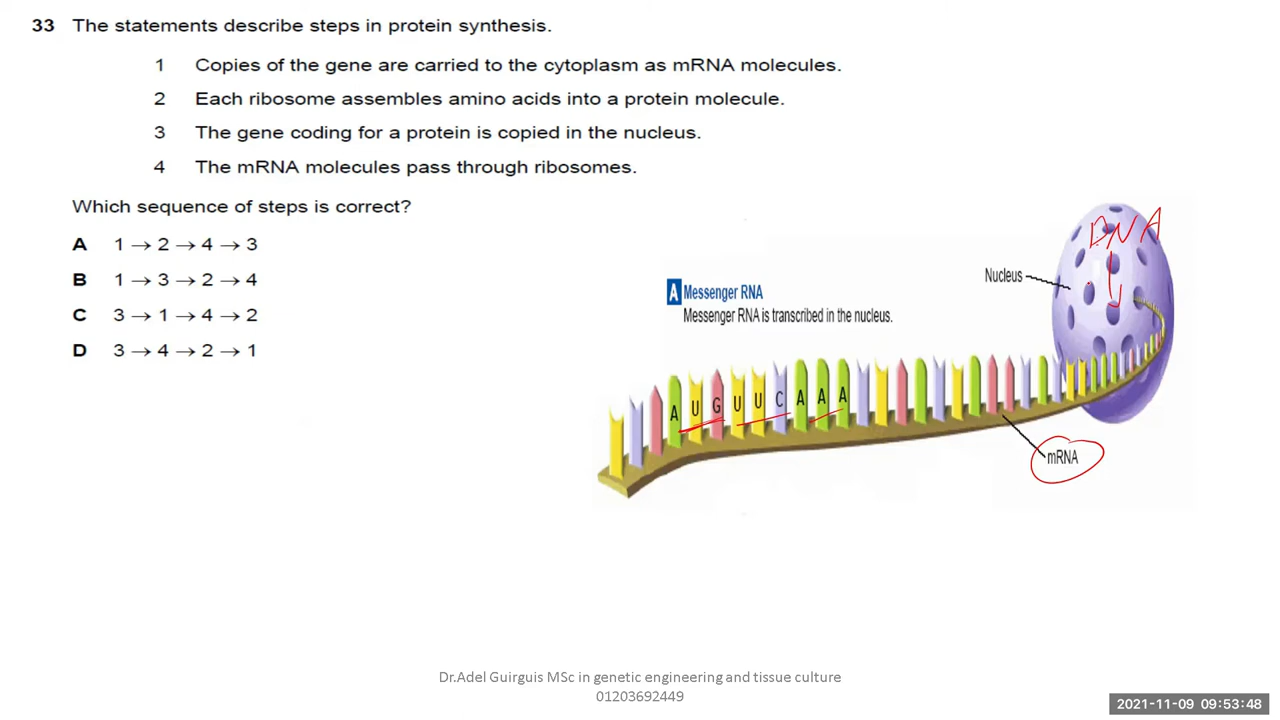 33 The statements describe steps in protein synthesis.
1 Copies of the gene are carried to the cytoplasm as mRNA molecules.
2 Each ribosome assembles amino acids into a protein molecule.
3 The gene coding for a protein is copied in the nucleus.
4 The mRNA molecules pass through ribosomes.
Which sequence of steps is correct?
A 1 → 2 → 4 → 3
B 1 → 3 → 2 → 4
C 3 → 1 → 4 → 2
D 3 → 4 → 2 → 1
DNA
Nucleus
A Messenger RNA
Messenger RNA is transcribed in the nucleus.
A U G U U C A A A
mRNA
Dr.Adel Guirguis MSc in genetic engineering and tissue culture
01203692449
2021-11-09 09:53:48